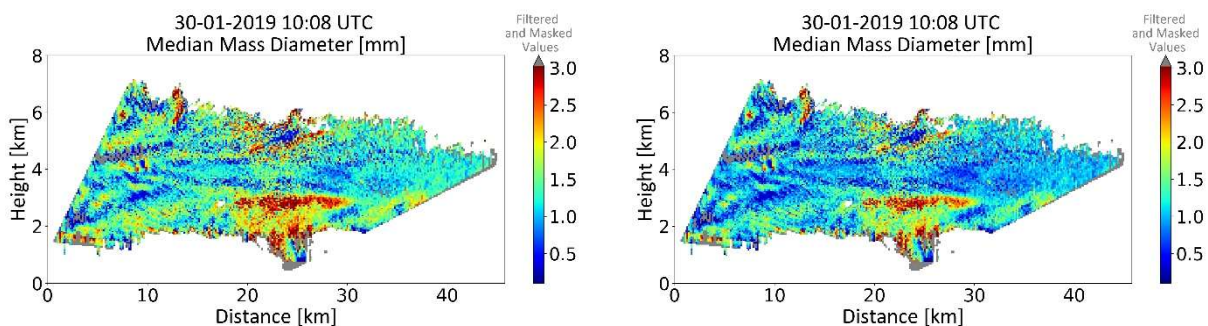 30-01-2019 10:08 UTC
Median Mass Diameter [mm]
Filtered
and Masked
Values
8
6
4
2
0
Height [km]
0 10 20 30 40
Distance [km]
3.0
2.5
2.0
1.5
1.0
0.5
30-01-2019 10:08 UTC
Median Mass Diameter [mm]
Filtered
and Masked
Values
8
6
4
2
0
Height [km]
0 10 20 30 40
Distance [km]
3.0
2.5
2.0
1.5
1.0
0.5